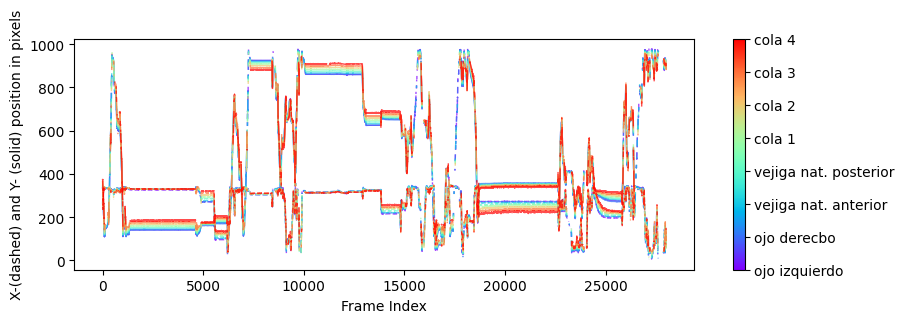 X-(dashed) and Y- (solid) position in pixels
1000
800
600
400
200
0
0 5000 10000 15000 20000 25000
Frame Index
cola 4
cola 3
cola 2
cola 1
vejiga nat. posterior
vejiga nat. anterior
ojo derecbo
ojo izquierdo